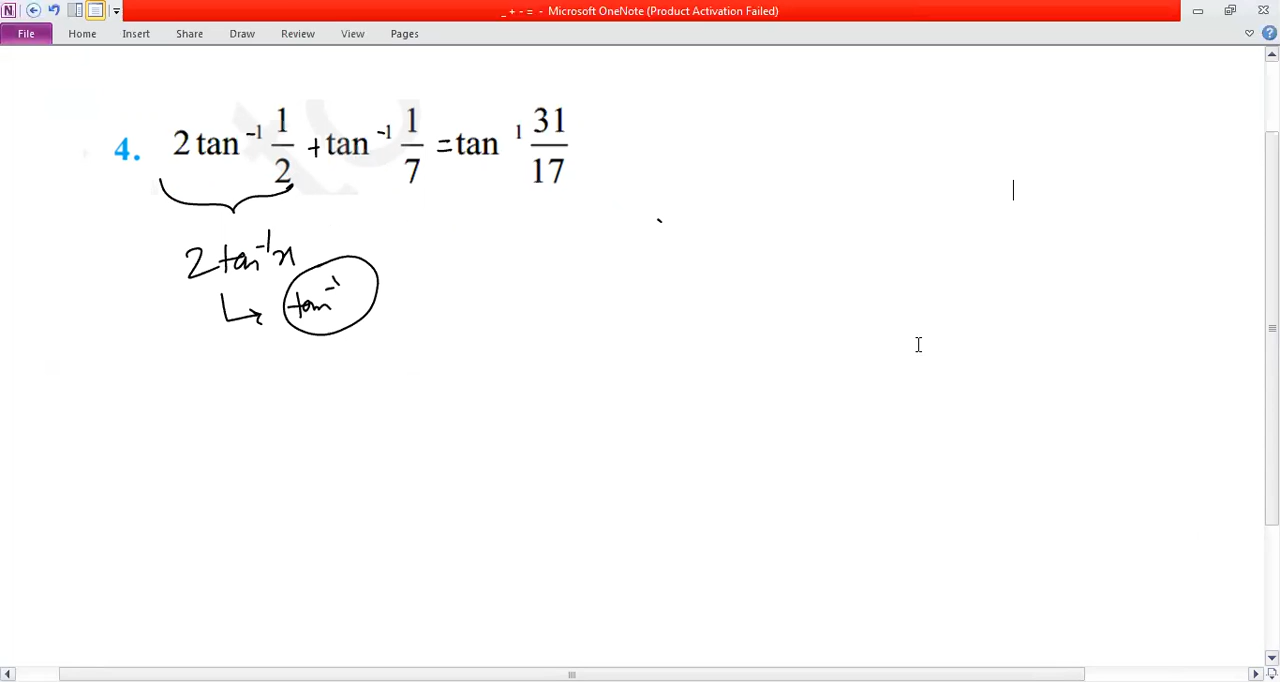 _ + - = - Microsoft OneNote (Product Activation Failed)
File Home Insert Share Draw Review View Pages
4. 2 tan⁻¹ 1/2 + tan⁻¹ 1/7 = tan ¹ 31/17
2 tan⁻¹x
↳ tan⁻¹